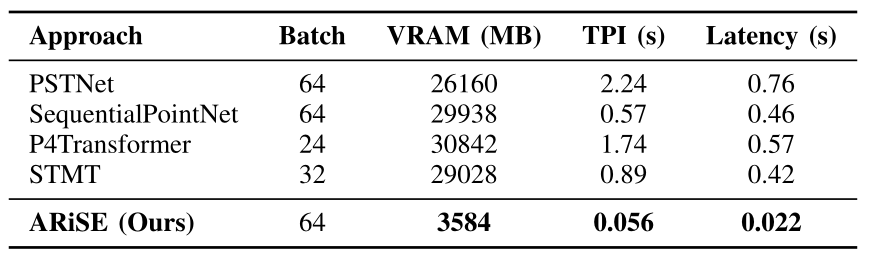 Approach Batch VRAM (MB) TPI (s) Latency (s)
PSTNet 64 26160 2.24 0.76
SequentialPointNet 64 29938 0.57 0.46
P4Transformer 24 30842 1.74 0.57
STMT 32 29028 0.89 0.42
ARiSE (Ours) 64 3584 0.056 0.022